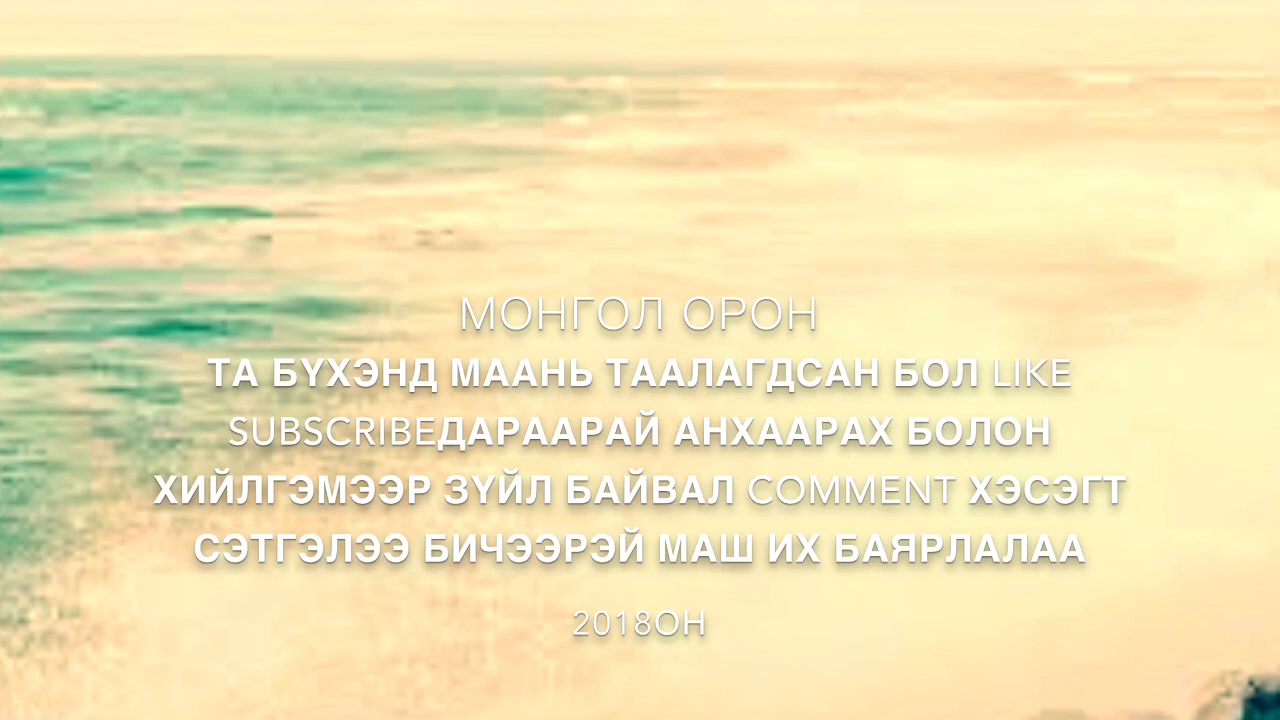 МОНГОЛ ОРОН
ТА БҮХЭНД МААНЬ ТААЛАГДСАН БОЛ LIKE
SUBSCRIBEДАРААРАЙ АНХААРАХ БОЛОН
ХИЙЛГЭМЭЭР ЗҮЙЛ БАЙВАЛ COMMENT ХЭСЭГТ
СЭТГЭЛЭЭ БИЧЭЭРЭЙ МАШ ИХ БАЯРЛАЛАА
2018ОН